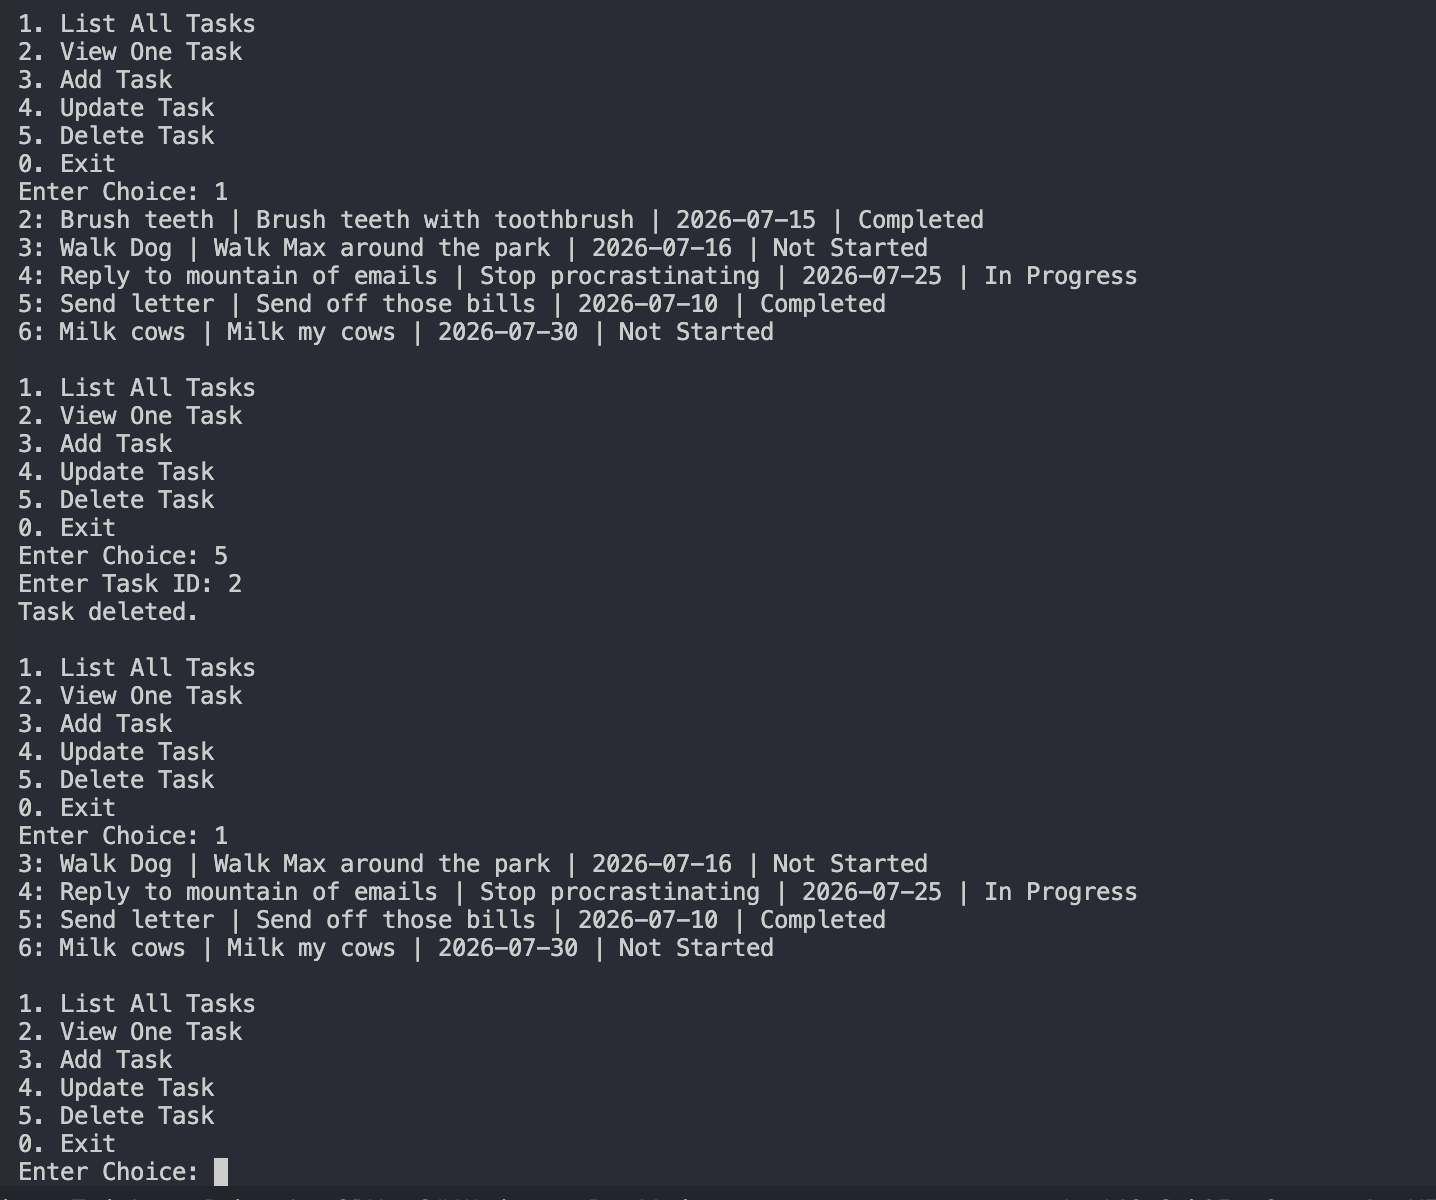 1. List All Tasks
2. View One Task
3. Add Task
4. Update Task
5. Delete Task
0. Exit
Enter Choice: 1
2: Brush teeth | Brush teeth with toothbrush | 2026-07-15 | Completed
3: Walk Dog | Walk Max around the park | 2026-07-16 | Not Started
4: Reply to mountain of emails | Stop procrastinating | 2026-07-25 | In Progress
5: Send letter | Send off those bills | 2026-07-10 | Completed
6: Milk cows | Milk my cows | 2026-07-30 | Not Started
1. List All Tasks
2. View One Task
3. Add Task
4. Update Task
5. Delete Task
0. Exit
Enter Choice: 5
Enter Task ID: 2
Task deleted.
1. List All Tasks
2. View One Task
3. Add Task
4. Update Task
5. Delete Task
0. Exit
Enter Choice: 1
3: Walk Dog | Walk Max around the park | 2026-07-16 | Not Started
4: Reply to mountain of emails | Stop procrastinating | 2026-07-25 | In Progress
5: Send letter | Send off those bills | 2026-07-10 | Completed
6: Milk cows | Milk my cows | 2026-07-30 | Not Started
1. List All Tasks
2. View One Task
3. Add Task
4. Update Task
5. Delete Task
0. Exit
Enter Choice: